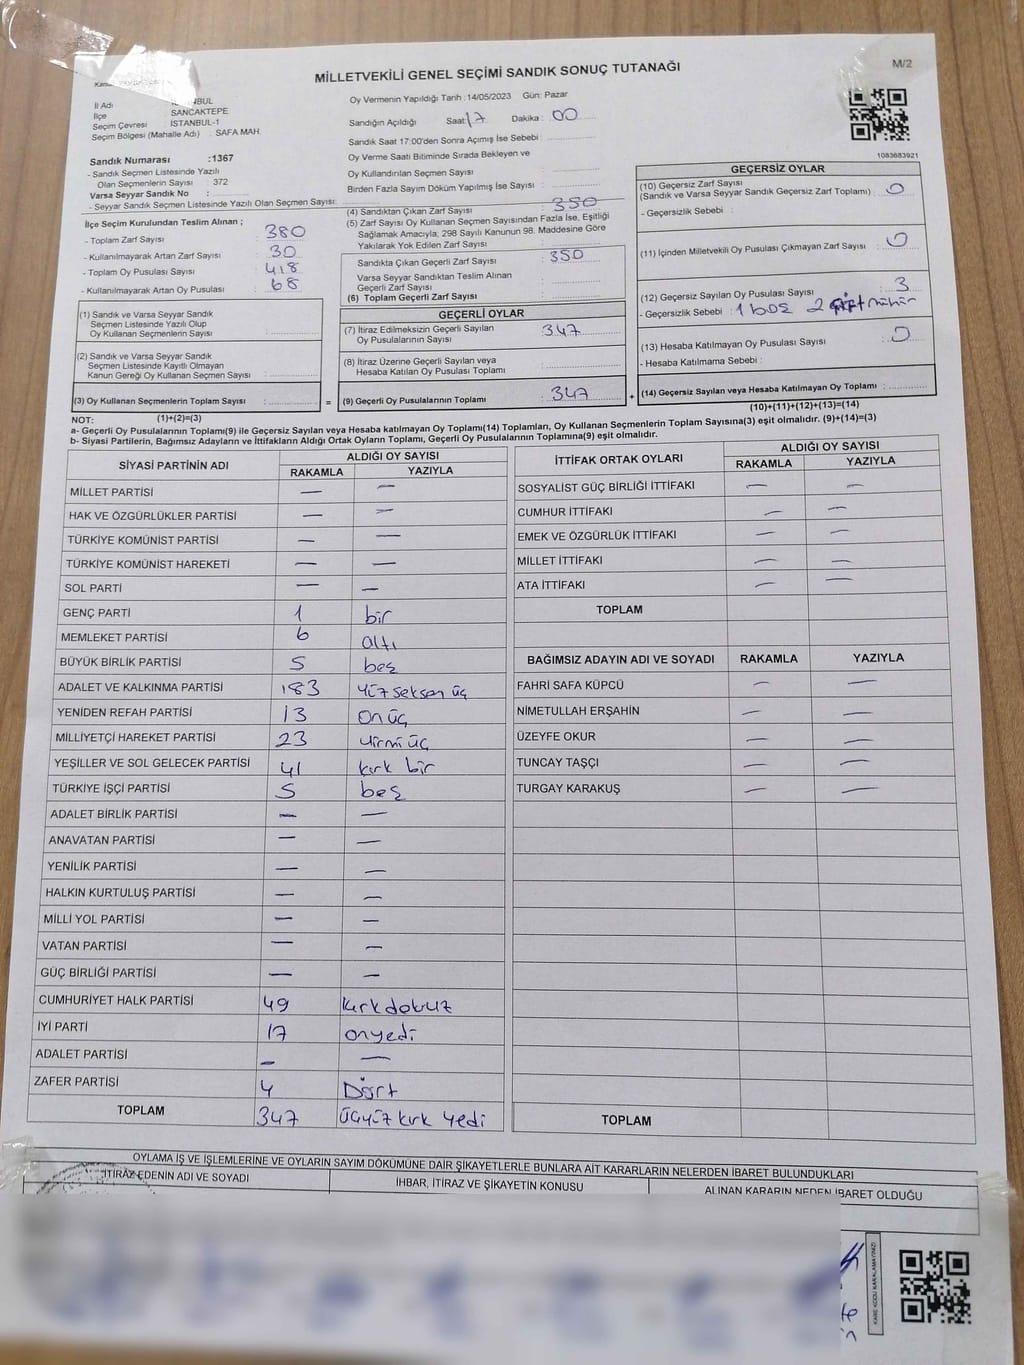 MİLLETVEKİLİ GENEL SEÇİMİ SANDIK SONUÇ TUTANAĞI
M/2
İl Adı
İlçe SANCAKTEPE
Seçim Çevresi İSTANBUL-1
Seçim Bölgesi (Mahalle Adı) : SAFA MAH.
Sandık Numarası :1367
- Sandık Seçmen Listesinde Yazılı
Olan Seçmenlerin Sayısı : 372
Varsa Seyyar Sandık No :
- Seyyar Sandık Seçmen Listesinde Yazılı Olan Seçmen Sayısı:
İlçe Seçim Kurulundan Teslim Alınan ;
- Toplam Zarf Sayısı : 380
- Kullanılmayarak Artan Zarf Sayısı : 30
- Toplam Oy Pusulası Sayısı : 418
- Kullanılmayarak Artan Oy Pusulası : 68
(1) Sandık ve Varsa Seyyar Sandık
Seçmen Listesinde Yazılı Olup
Oy Kullanan Seçmenlerin Sayısı :
(2) Sandık ve Varsa Seyyar Sandık
Seçmen Listesinde Kayıtlı Olmayan
Kanun Gereği Oy Kullanan Seçmen Sayısı :
(3) Oy Kullanan Seçmenlerin Toplam Sayısı :
(1)+(2)=(3)
Oy Vermenin Yapıldığı Tarih :14/05/2023 Gün: Pazar
Sandığın Açıldığı Saat: 17 Dakika : 00
Sandık Saat 17:00'den Sonra Açımış İse Sebebi :
Oy Verme Saati Bitiminde Sırada Bekleyen ve
Oy Kullandırılan Seçmen Sayısı :
Birden Fazla Sayım Döküm Yapılmış İse Sayısı :
(4) Sandıktan Çıkan Zarf Sayısı : 350
(5) Zarf Sayısı Oy Kullanan Seçmen Sayısından Fazla İse, Eşitliği
Sağlamak Amacıyla, 298 Sayılı Kanunun 98. Maddesine Göre
Yakılarak Yok Edilen Zarf Sayısı :
Sandıkta Çıkan Geçerli Zarf Sayısı : 350
Varsa Seyyar Sandıktan Teslim Alınan
Geçerli Zarf Sayısı :
(6) Toplam Geçerli Zarf Sayısı :
GEÇERLİ OYLAR
(7) İtiraz Edilmeksizin Geçerli Sayılan
Oy Pusulalarının Sayısı : 347
(8) İtiraz Üzerine Geçerli Sayılan veya
Hesaba Katılan Oy Pusulası Toplamı :
= (9) Geçerli Oy Pusulalarının Toplamı : 347 +
1083683921
GEÇERSİZ OYLAR
(10) Geçersiz Zarf Sayısı
(Sandık ve Varsa Seyyar Sandık Geçersiz Zarf Toplamı) : 0
- Geçersizlik Sebebi :
(11) İçinden Milletvekili Oy Pusulası Çıkmayan Zarf Sayısı : 0
(12) Geçersiz Sayılan Oy Pusulası Sayısı : 3
- Geçersizlik Sebebi : 1 boş 2 çift mühür
(13) Hesaba Katılmayan Oy Pusulası Sayısı : 0
- Hesaba Katılmama Sebebi :
(14) Geçersiz Sayılan veya Hesaba Katılmayan Oy Toplamı :
(10)+(11)+(12)+(13)=(14)
NOT:
a- Geçerli Oy Pusulalarının Toplamı(9) ile Geçersiz Sayılan veya Hesaba katılmayan Oy Toplamı(14) Toplamları, Oy Kullanan Seçmenlerin Toplam Sayısına(3) eşit olmalıdır. (9)+(14)=(3)
b- Siyasi Partilerin, Bağımsız Adayların ve İttifakların Aldığı Ortak Oyların Toplamı, Geçerli Oy Pusulalarının Toplamına(9) eşit olmalıdır.
SİYASİ PARTİNİN ADI ALDIĞI OY SAYISI
RAKAMLA YAZIYLA
MİLLET PARTİSİ — —
HAK VE ÖZGÜRLÜKLER PARTİSİ — —
TÜRKİYE KOMÜNİST PARTİSİ — —
TÜRKİYE KOMÜNİST HAREKETİ — —
SOL PARTİ — —
GENÇ PARTİ 1 bir
MEMLEKET PARTİSİ 6 altı
BÜYÜK BİRLİK PARTİSİ 5 beş
ADALET VE KALKINMA PARTİSİ 183 yüz seksen üç
YENİDEN REFAH PARTİSİ 13 on üç
MİLLİYETÇİ HAREKET PARTİSİ 23 yirmi üç
YEŞİLLER VE SOL GELECEK PARTİSİ 41 kırk bir
TÜRKİYE İŞÇİ PARTİSİ 5 beş
ADALET BİRLİK PARTİSİ — —
ANAVATAN PARTİSİ — —
YENİLİK PARTİSİ — —
HALKIN KURTULUŞ PARTİSİ — —
MİLLİ YOL PARTİSİ — —
VATAN PARTİSİ — —
GÜÇ BİRLİĞİ PARTİSİ — —
CUMHURİYET HALK PARTİSİ 49 kırkdokuz
İYİ PARTİ 17 onyedi
ADALET PARTİSİ — —
ZAFER PARTİSİ 4 Dört
TOPLAM 347 üçyüz kırk yedi
İTTİFAK ORTAK OYLARI ALDIĞI OY SAYISI
RAKAMLA YAZIYLA
SOSYALİST GÜÇ BİRLİĞİ İTTİFAKI — —
CUMHUR İTTİFAKI — —
EMEK VE ÖZGÜRLÜK İTTİFAKI — —
MİLLET İTTİFAKI — —
ATA İTTİFAKI — —
TOPLAM
BAĞIMSIZ ADAYIN ADI VE SOYADI RAKAMLA YAZIYLA
FAHRİ SAFA KÜPCÜ — —
NİMETULLAH ERŞAHİN — —
ÜZEYFE OKUR — —
TUNCAY TAŞÇI — —
TURGAY KARAKUŞ — —
TOPLAM
OYLAMA İŞ VE İŞLEMLERİNE VE OYLARIN SAYIM DÖKÜMÜNE DAİR ŞİKAYETLERLE BUNLARA AİT KARARLARIN NELERDEN İBARET BULUNDUKLARI
İTİRAZ EDENİN ADI VE SOYADI
İHBAR, İTİRAZ VE ŞİKAYETİN KONUSU
ALINAN KARARIN NEDEN İBARET OLDUĞU
KARE KODU KARALAMAYINIZ!